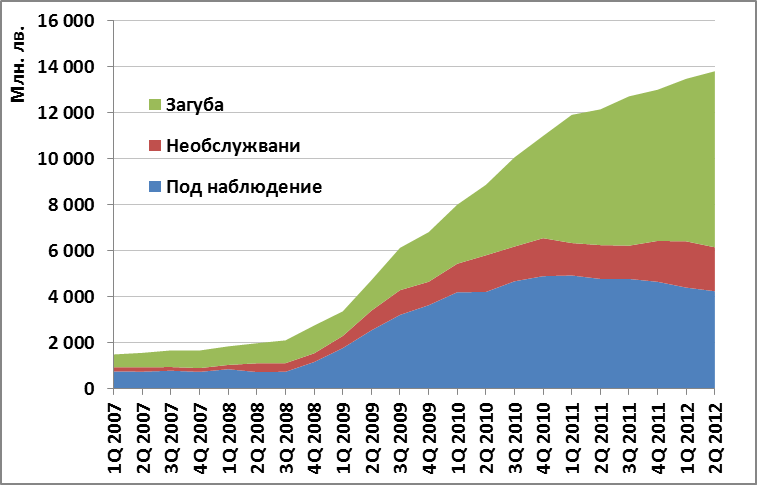 Млн. лв.
16 000
14 000
12 000
10 000
8 000
6 000
4 000
2 000
0
Загуба
Необслужвани
Под наблюдение
1Q 2007
2Q 2007
3Q 2007
4Q 2007
1Q 2008
2Q 2008
3Q 2008
4Q 2008
1Q 2009
2Q 2009
3Q 2009
4Q 2009
1Q 2010
2Q 2010
3Q 2010
4Q 2010
1Q 2011
2Q 2011
3Q 2011
4Q 2011
1Q 2012
2Q 2012